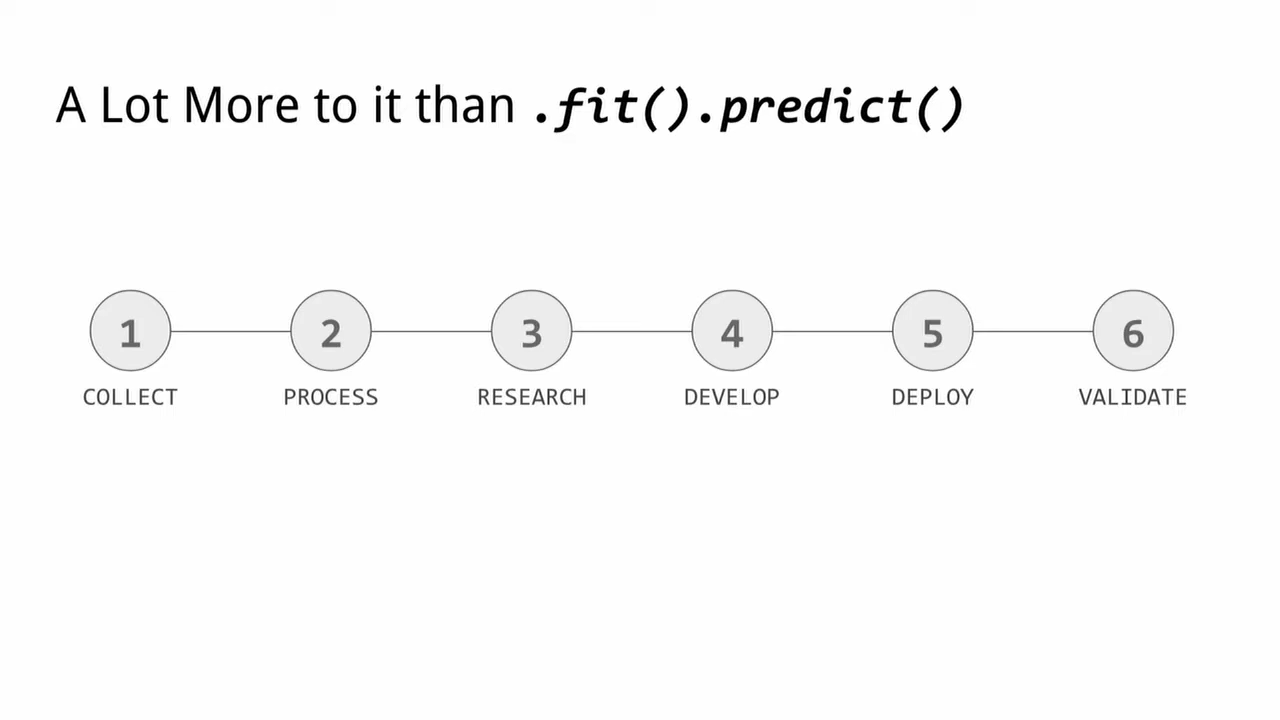 A Lot More to it than .fit().predict()
1 2 3 4 5 6
COLLECT PROCESS RESEARCH DEVELOP DEPLOY VALIDATE